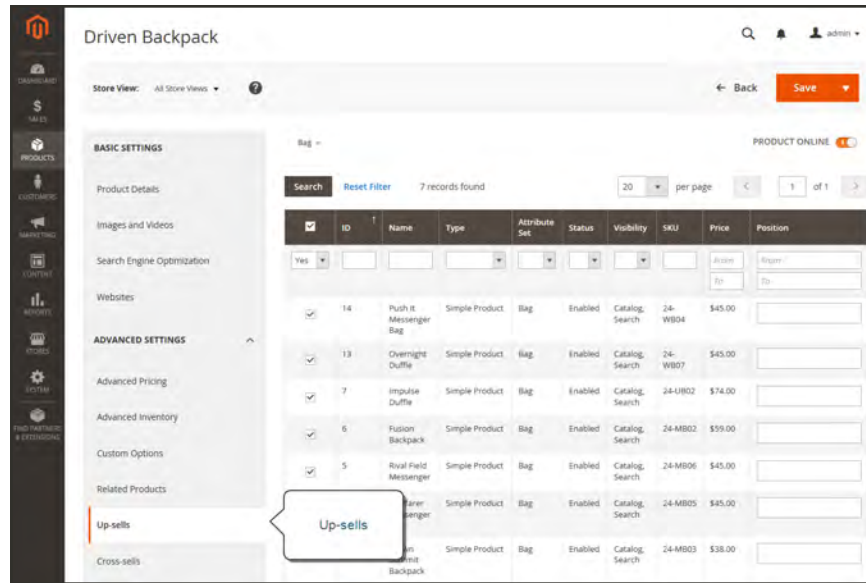 Driven Backpack
admin
DASHBOARD
SALES
PRODUCTS
CUSTOMERS
MARKETING
CONTENT
REPORTS
STORES
SYSTEM
FIND PARTNERS
& EXTENSIONS
Store View: All Store Views
?
← Back
Save
BASIC SETTINGS
Product Details
Images and Videos
Search Engine Optimization
Websites
ADVANCED SETTINGS
Advanced Pricing
Advanced Inventory
Custom Options
Related Products
Up-sells
Cross-sells
Up-sells
Bag
PRODUCT ONLINE
Search Reset Filter 7 records found 20 per page 1 of 1
ID Name Type Attribute Set Status Visibility SKU Price Position
Yes From From
To To
14 Push It Messenger Bag Simple Product Bag Enabled Catalog, Search 24-WB04 $45.00
13 Overnight Duffle Simple Product Bag Enabled Catalog, Search 24-WB07 $45.00
7 Impulse Duffle Simple Product Bag Enabled Catalog, Search 24-UB02 $74.00
6 Fusion Backpack Simple Product Bag Enabled Catalog, Search 24-MB02 $59.00
5 Rival Field Messenger Simple Product Bag Enabled Catalog, Search 24-MB06 $45.00
Simple Product Bag Enabled Catalog, Search 24-MB05 $45.00
Backpack Simple Product Bag Enabled Catalog, Search 24-MB03 $38.00